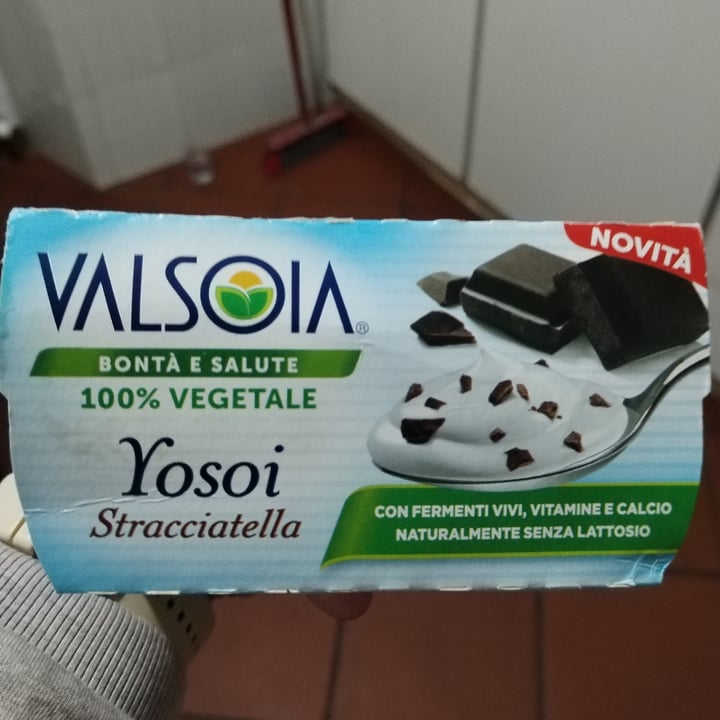 NOVITÀ
VALSOIA®
BONTÀ E SALUTE
100% VEGETALE
Yosoi
Stracciatella
CON FERMENTI VIVI, VITAMINE E CALCIO
NATURALMENTE SENZA LATTOSIO